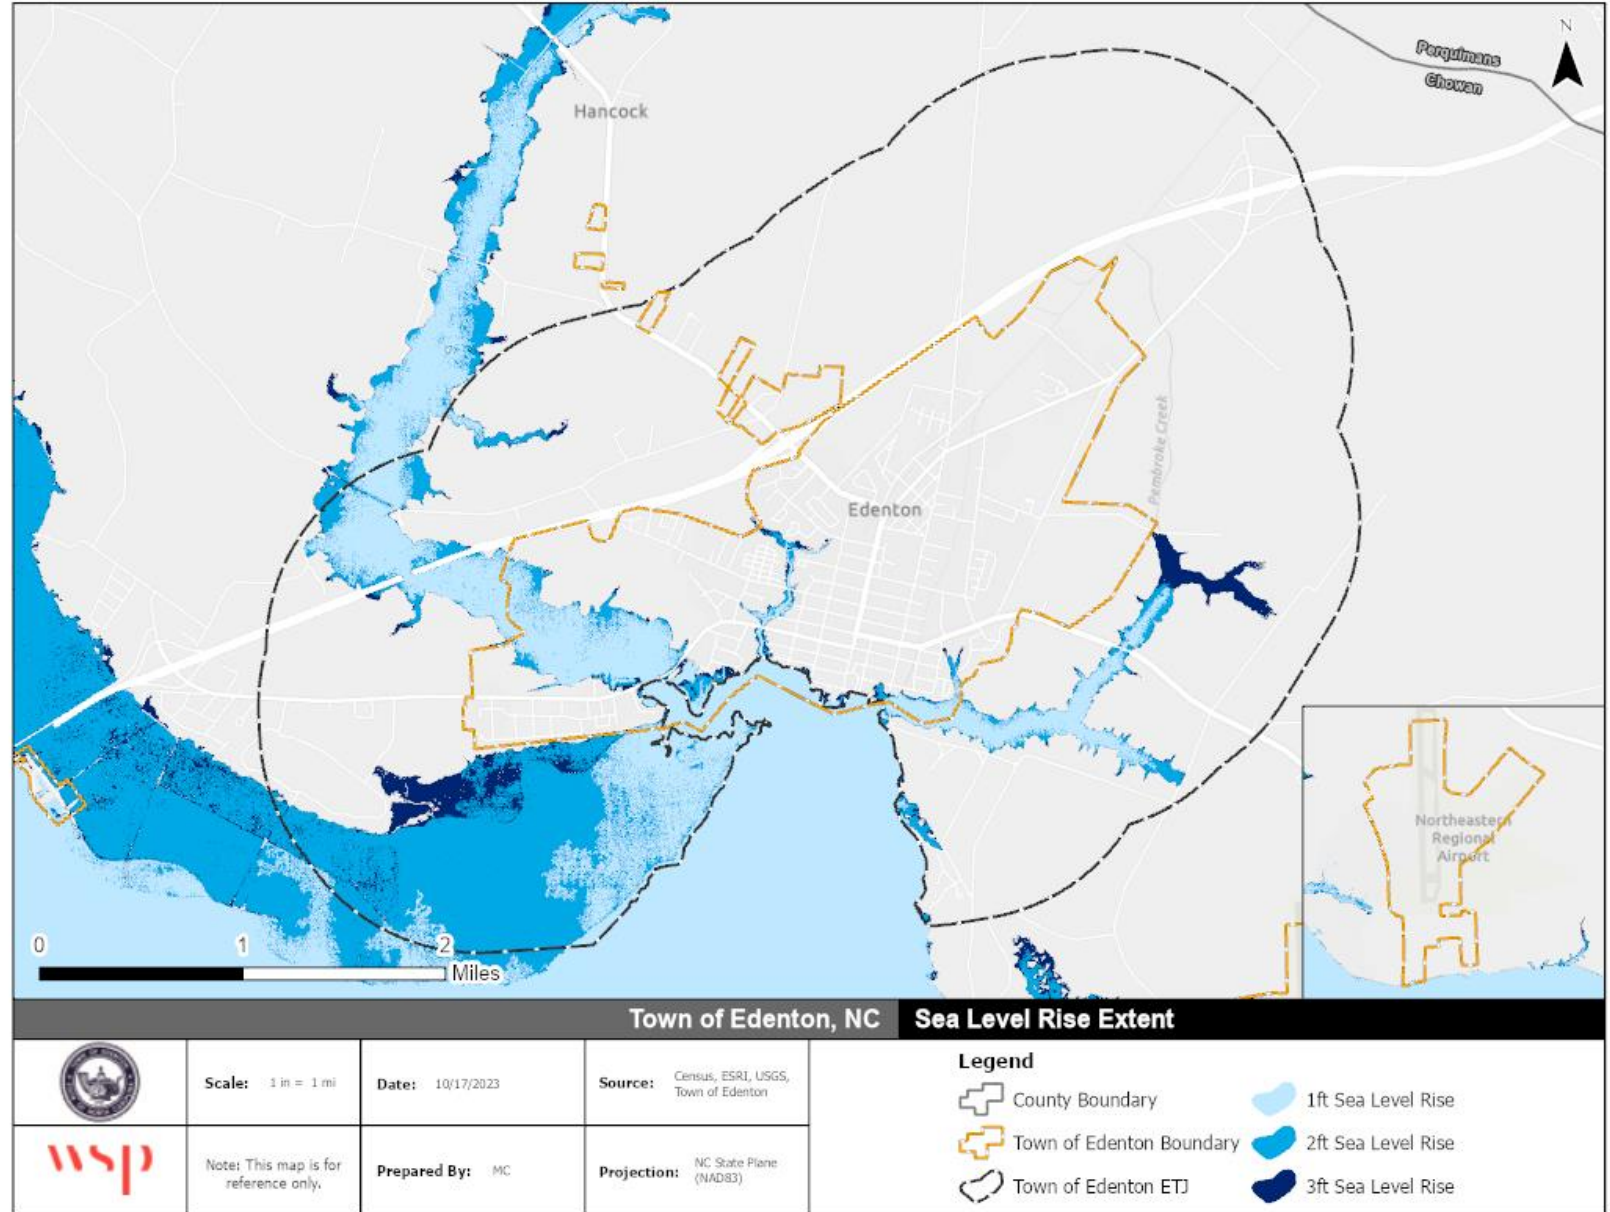 N
Perquimans
Chowan
Hancock
Pembroke Creek
Edenton
Northeastern
Regional
Airport
0 1 2
Miles
Town of Edenton, NC Sea Level Rise Extent
Scale: 1 in = 1 mi
Date: 10/17/2023
Source: Census, ESRI, USGS,
Town of Edenton
wsp
Note: This map is for
reference only.
Prepared By: MC
Projection: NC State Plane
(NAD83)
Legend
County Boundary
Town of Edenton Boundary
Town of Edenton ETJ
1ft Sea Level Rise
2ft Sea Level Rise
3ft Sea Level Rise